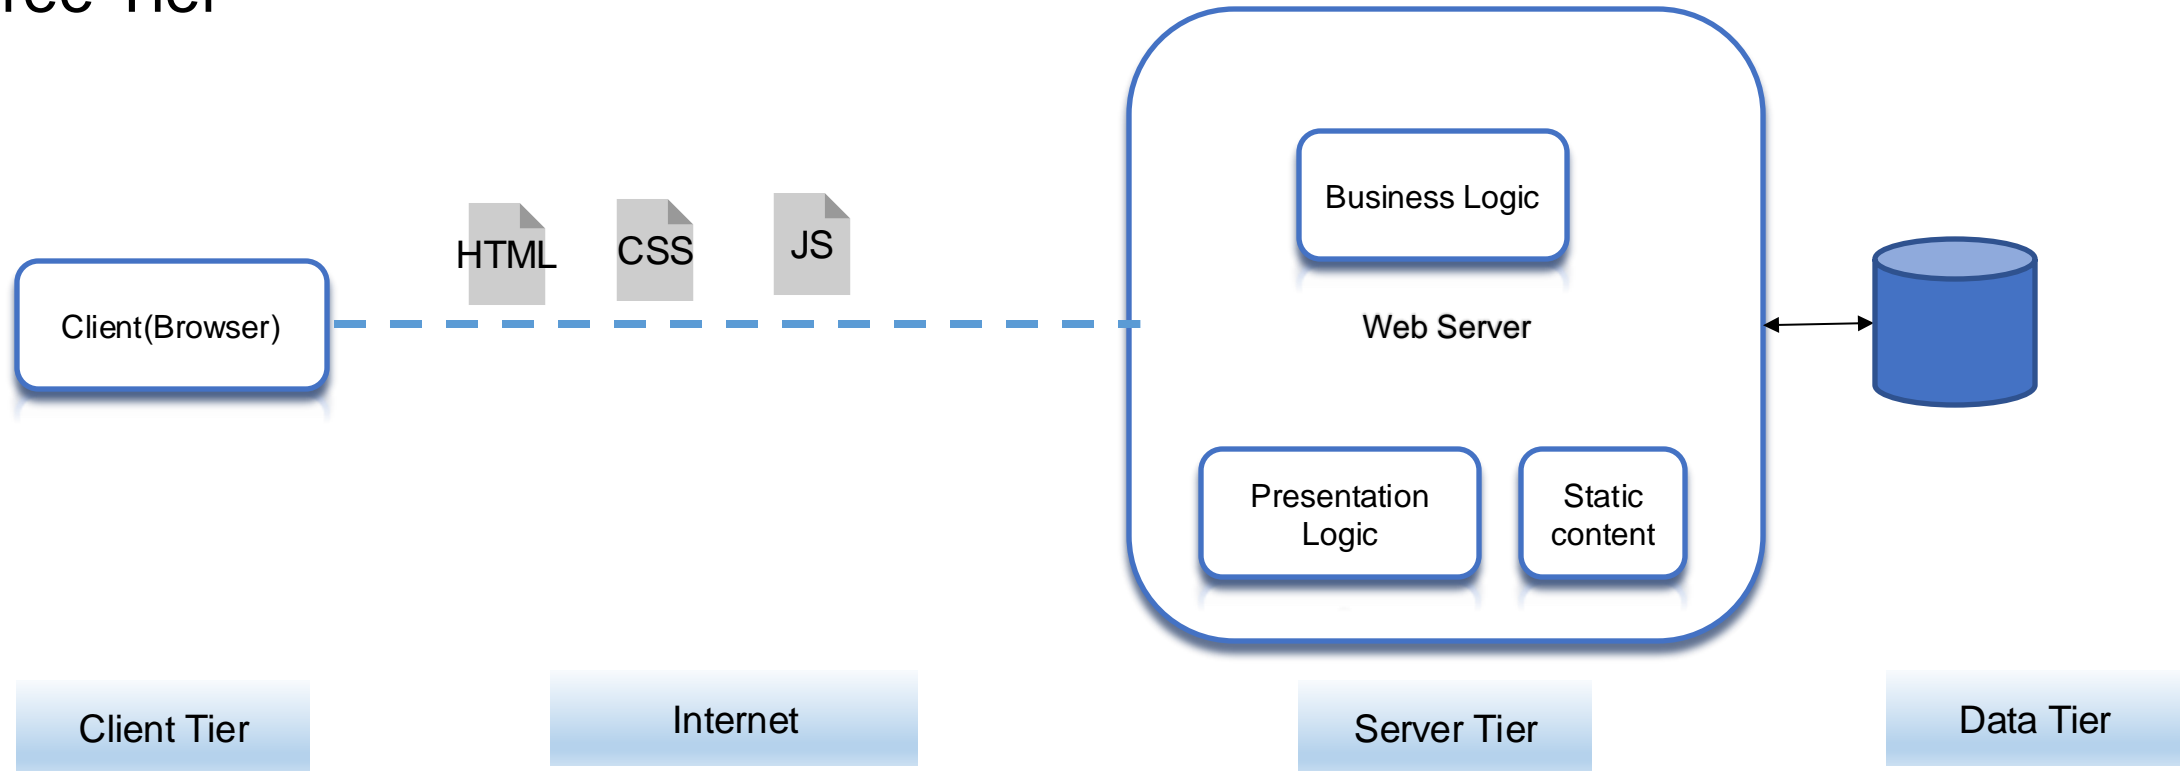 Tier
Business Logic
HTML
CSS
JS
Client(Browser)
Web Server
Presentation
Logic
Static
content
Client Tier
Internet
Server Tier
Data Tier